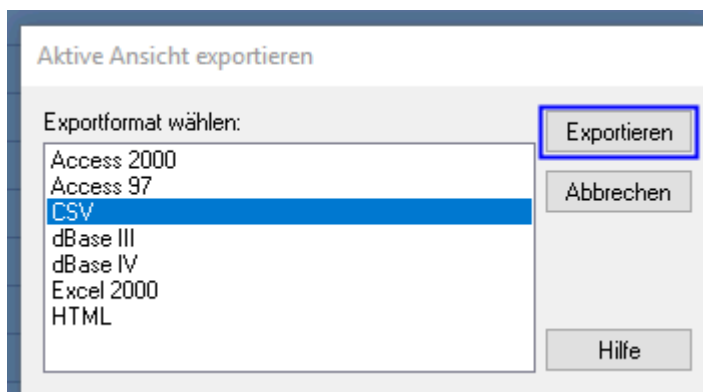 Aktive Ansicht exportieren
Exportformat wählen:
Access 2000
Access 97
CSV
dBase III
dBase IV
Excel 2000
HTML
Exportieren
Abbrechen
Hilfe